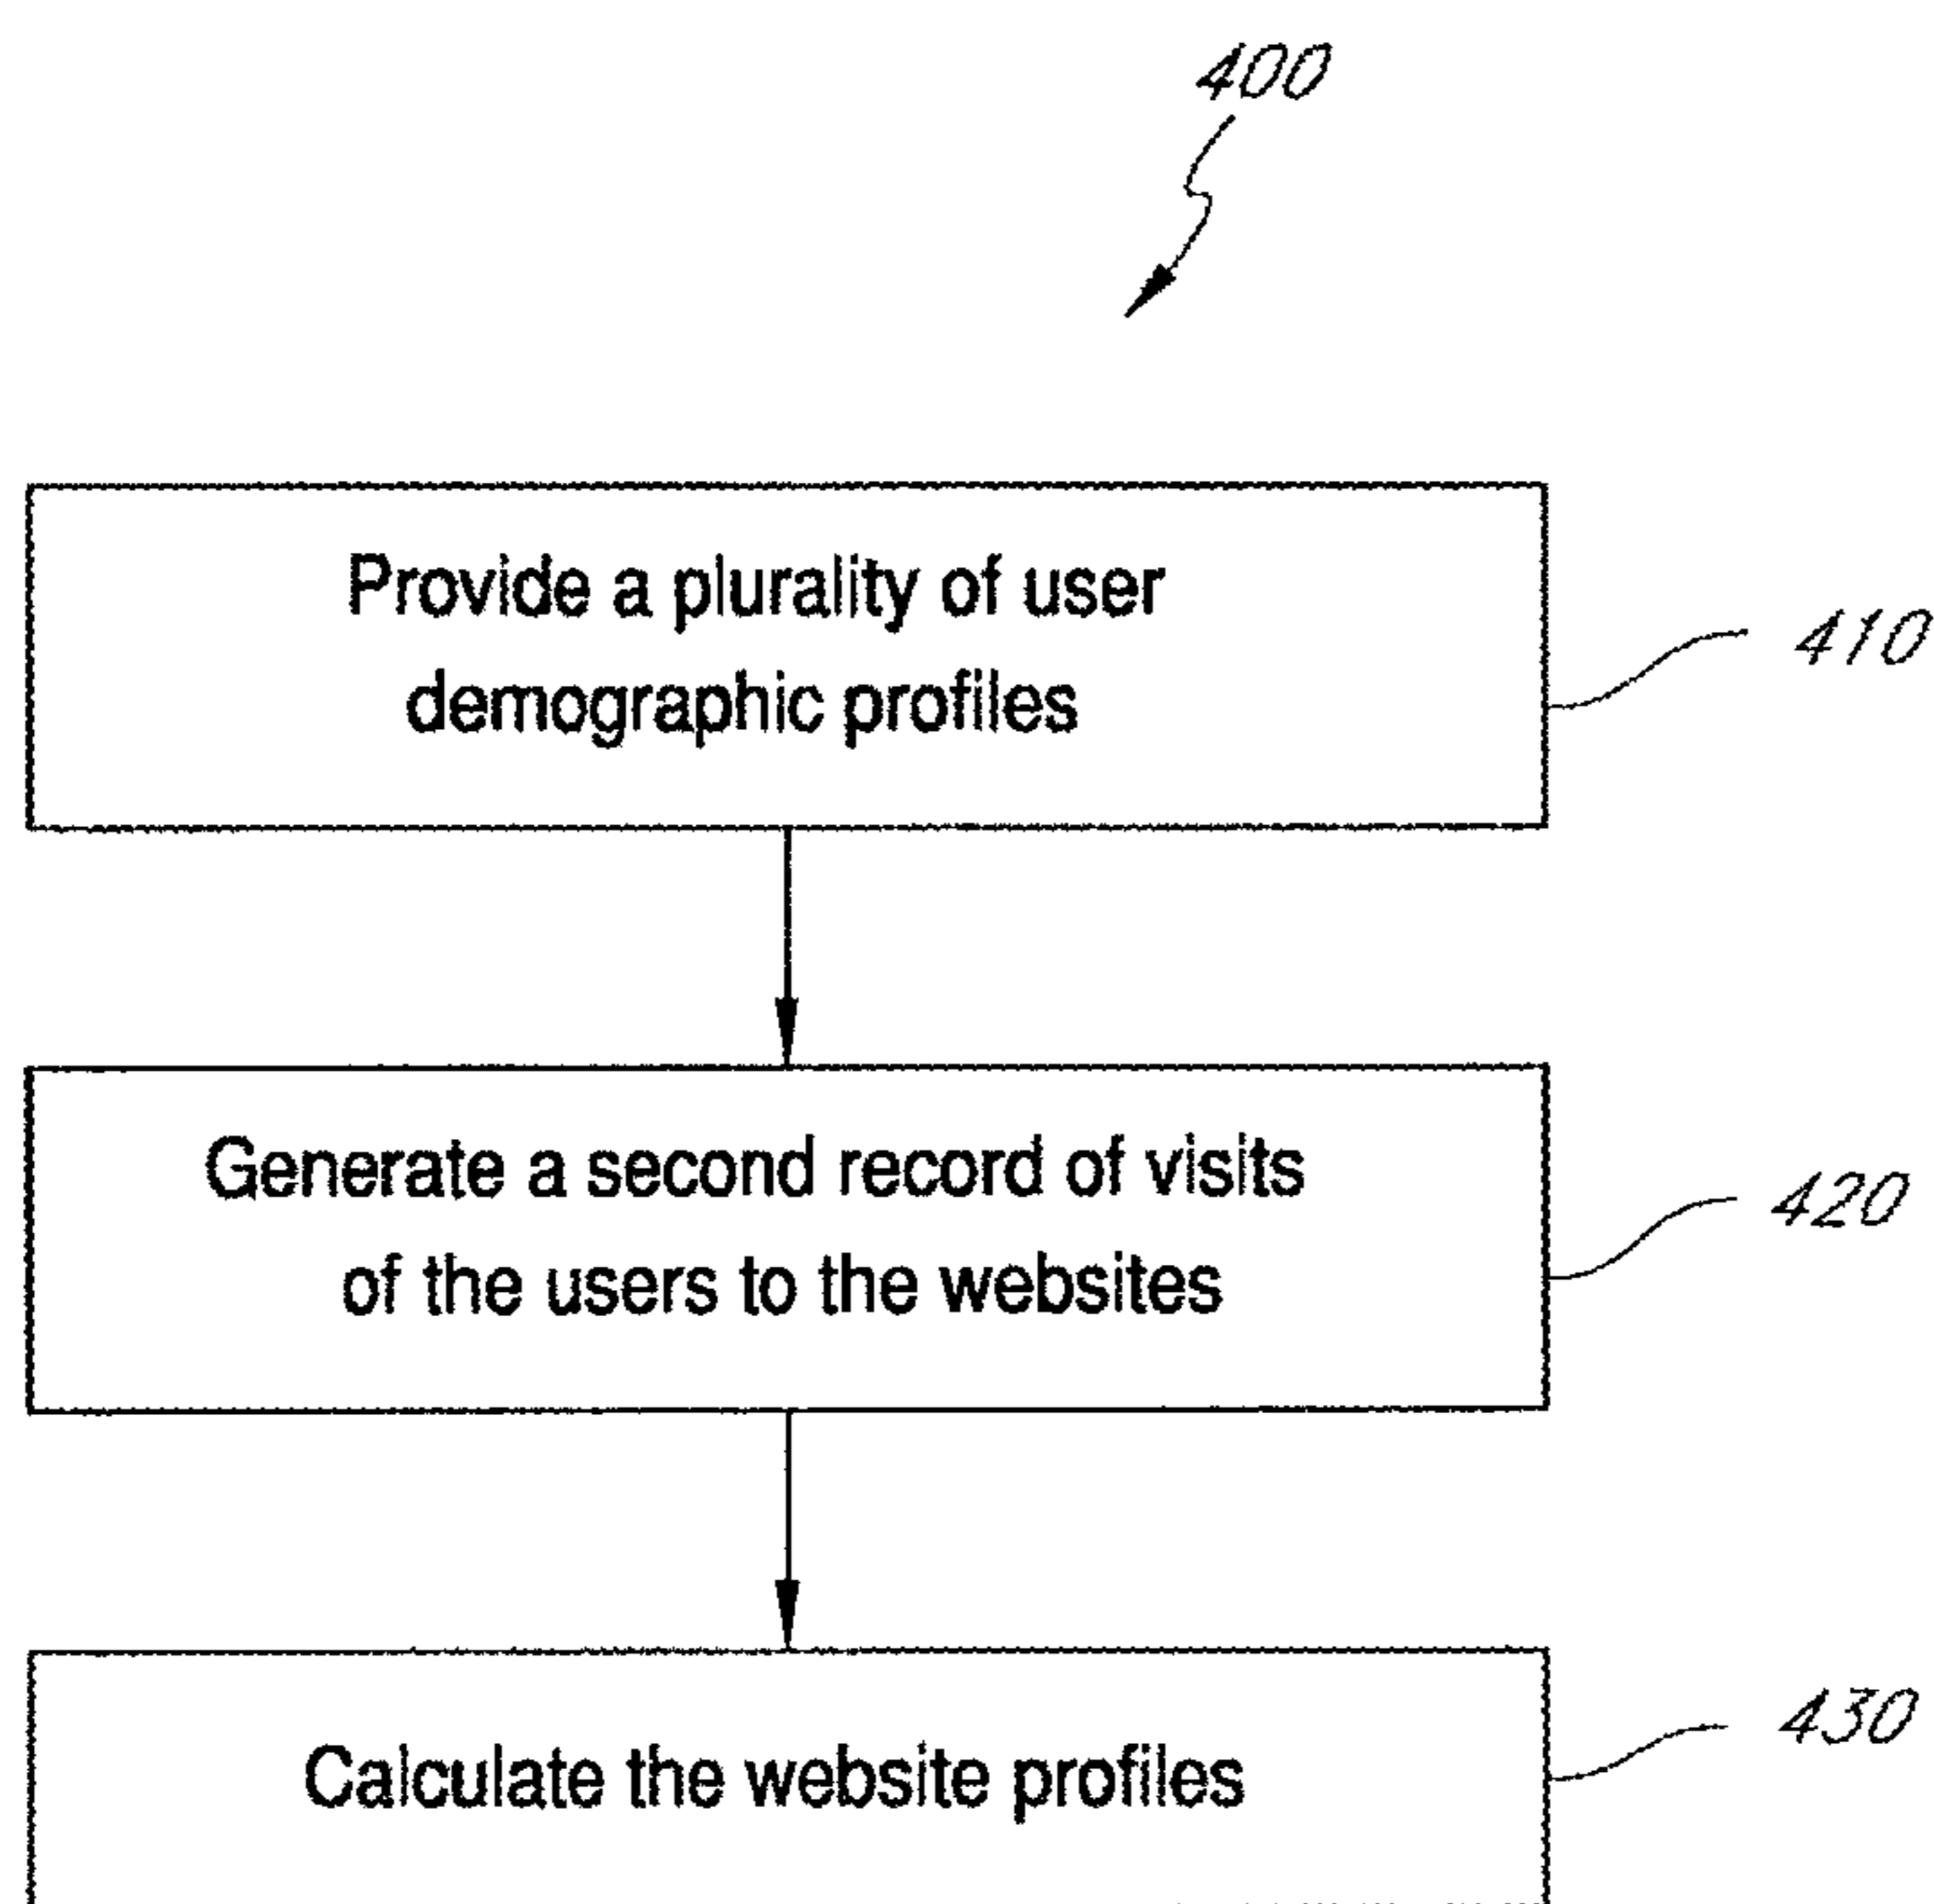 400
Provide a plurality of user
demographic profiles
410
Generate a second record of visits
of the users to the websites
420
Calculate the website profiles
430